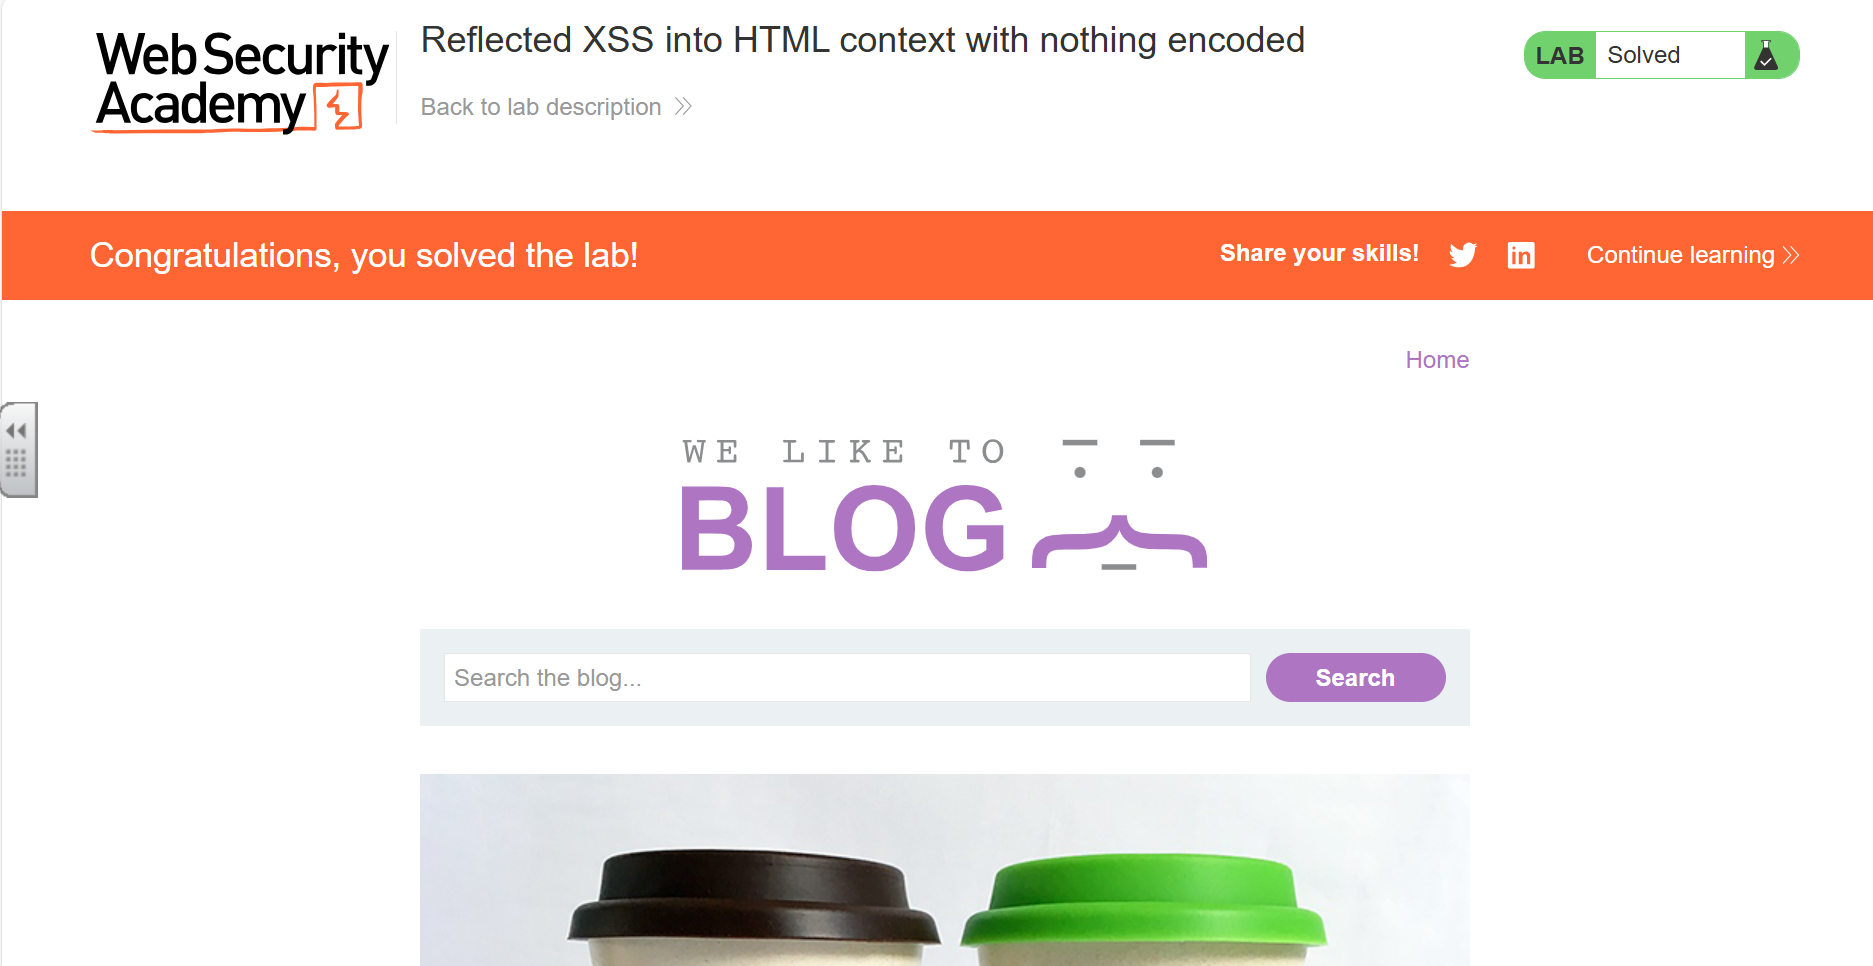 Web Security
Academy
Reflected XSS into HTML context with nothing encoded
Back to lab description
LAB Solved
Congratulations, you solved the lab!
Share your skills!
Continue learning
Home
WE LIKE TO
BLOG
Search the blog...
Search